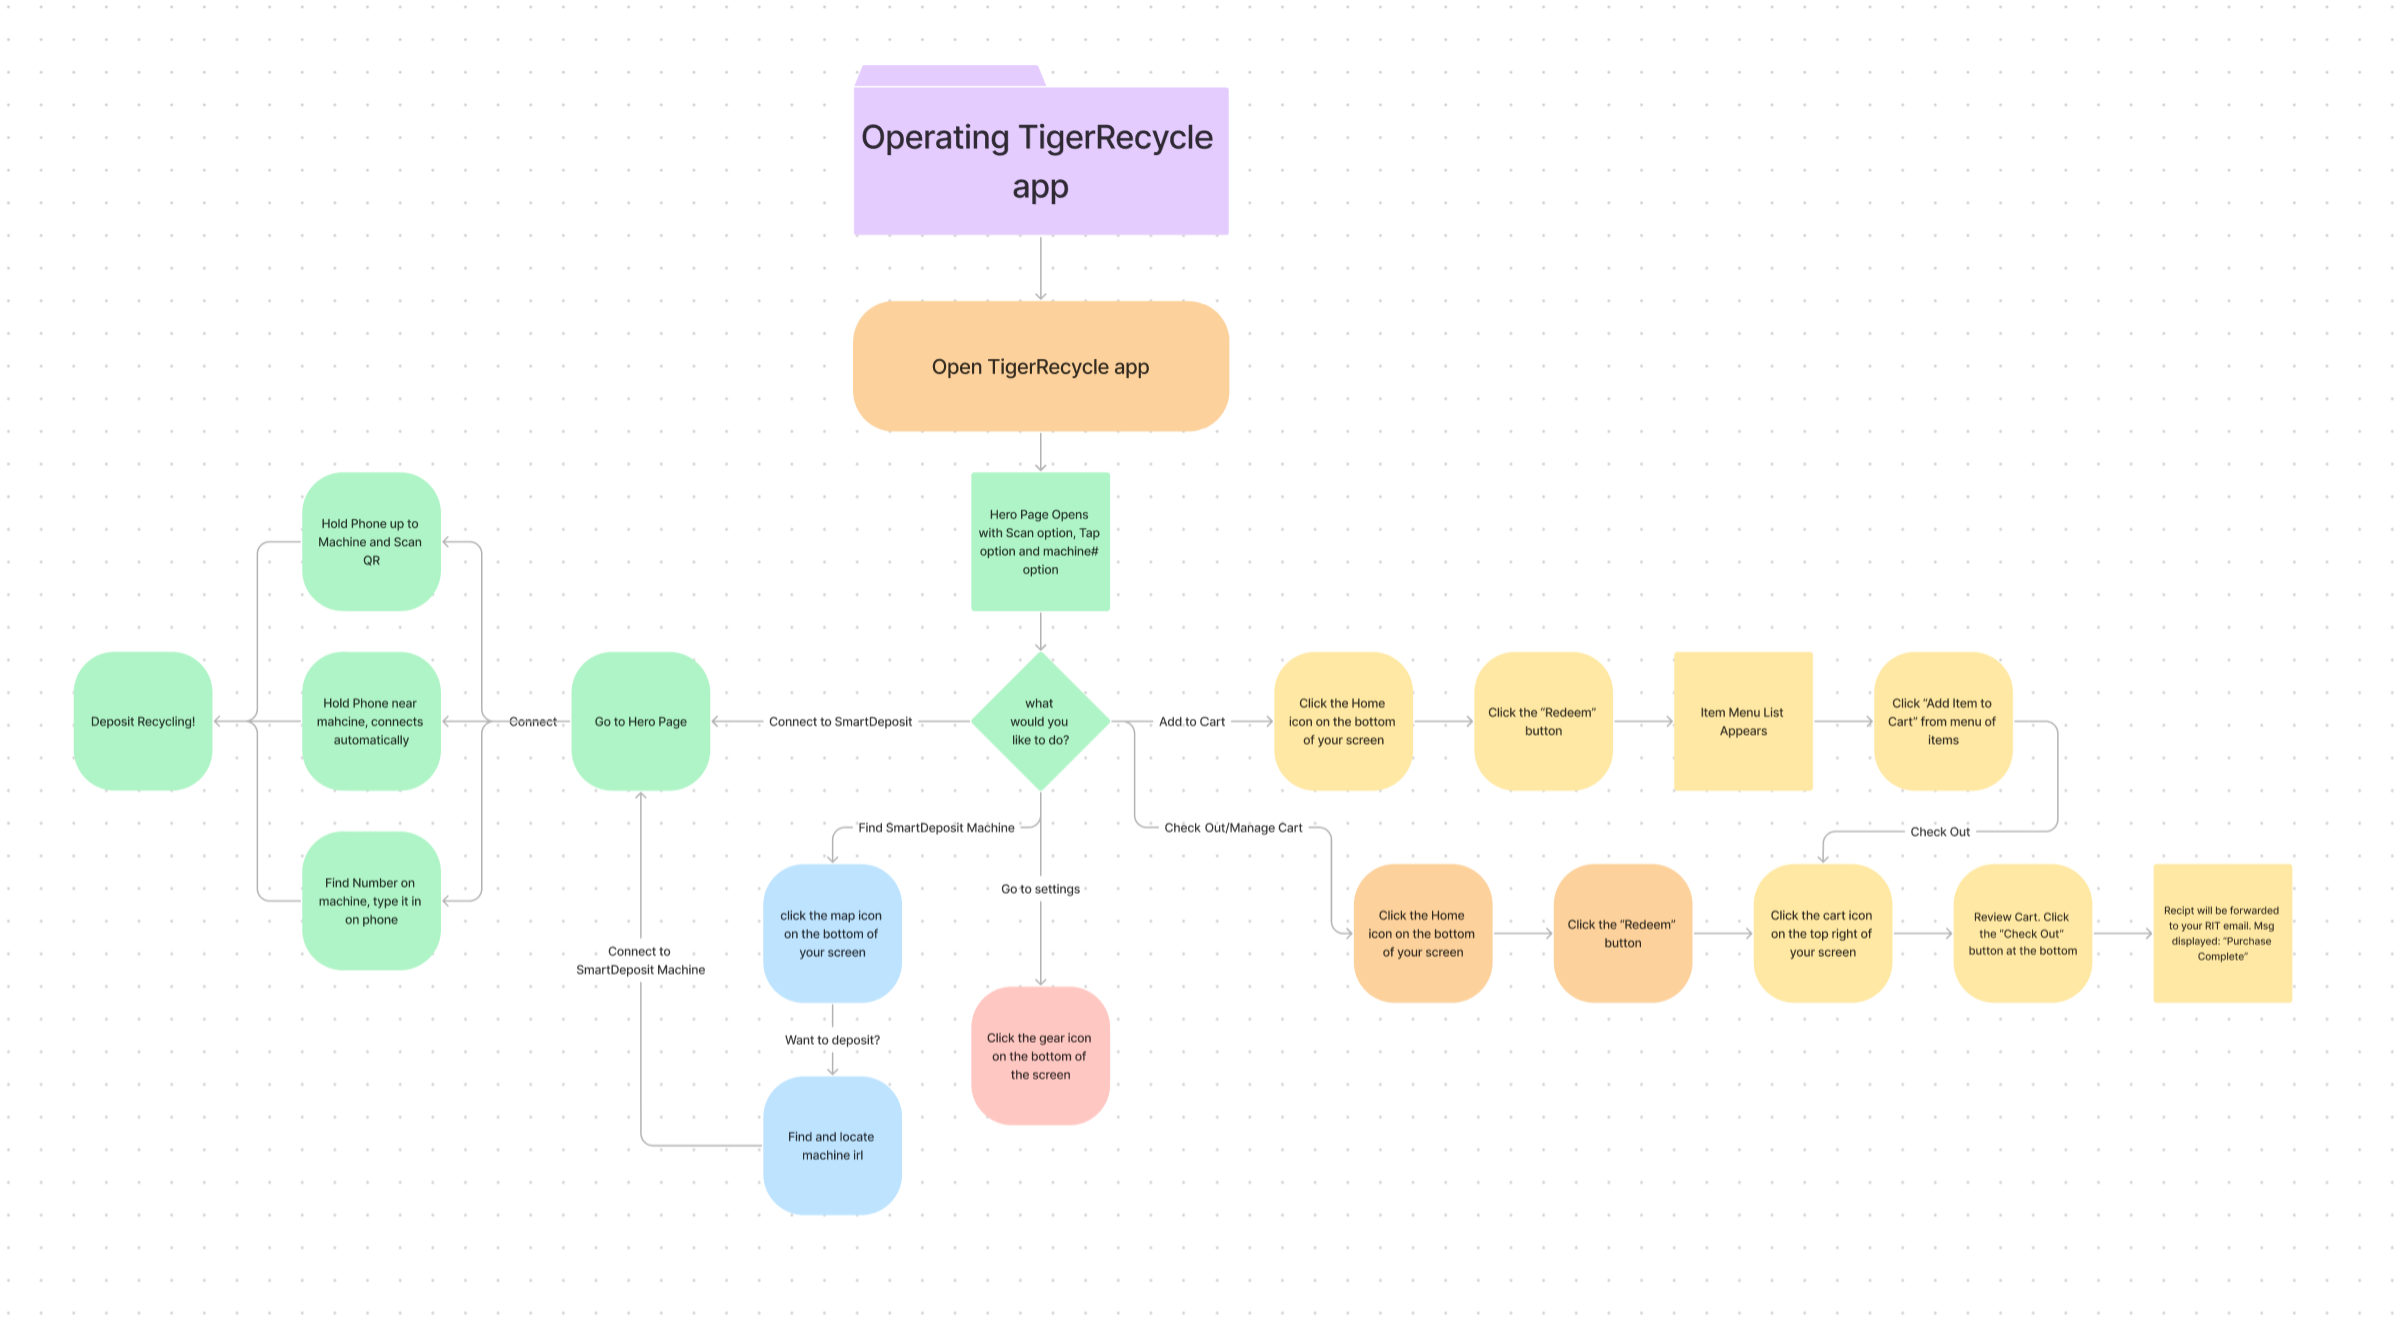 Operating TigerRecycle
app
Open TigerRecycle app
Hero Page Opens
with Scan option, Tap
option and machine#
option
what
would you
like to do?
Connect to SmartDeposit
Go to Hero Page
Connect
Hold Phone up to
Machine and Scan
QR
Hold Phone near
mahcine, connects
automatically
Find Number on
machine, type it in
on phone
Deposit Recycling!
Find SmartDeposit Machine
click the map icon
on the bottom of
your screen
Want to deposit?
Find and locate
machine irl
Connect to
SmartDeposit Machine
Go to settings
Click the gear icon
on the bottom of
the screen
Add to Cart
Click the Home
icon on the bottom
of your screen
Click the “Redeem”
button
Item Menu List
Appears
Click “Add Item to
Cart” from menu of
items
Check Out
Check Out/Manage Cart
Click the Home
icon on the bottom
of your screen
Click the “Redeem”
button
Click the cart icon
on the top right of
your screen
Review Cart. Click
the “Check Out”
button at the bottom
Recipt will be forwarded
to your RIT email. Msg
displayed: “Purchase
Complete”